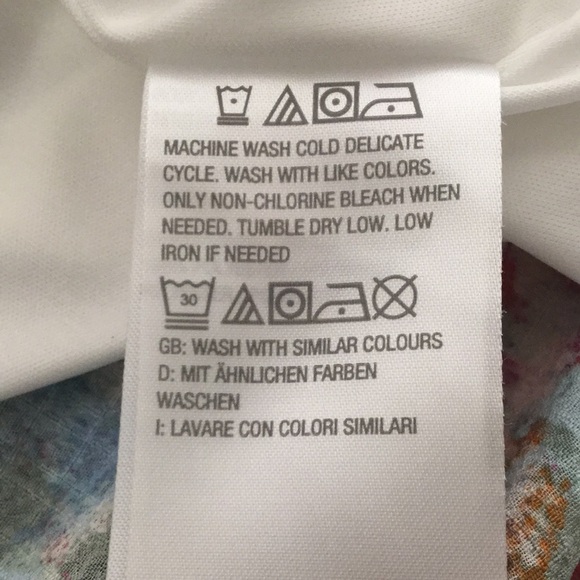 MACHINE WASH COLD DELICATE
CYCLE. WASH WITH LIKE COLORS.
ONLY NON-CHLORINE BLEACH WHEN
NEEDED. TUMBLE DRY LOW. LOW
IRON IF NEEDED
30
GB: WASH WITH SIMILAR COLOURS
D: MIT ÄHNLICHEN FARBEN
WASCHEN
I: LAVARE CON COLORI SIMILARI